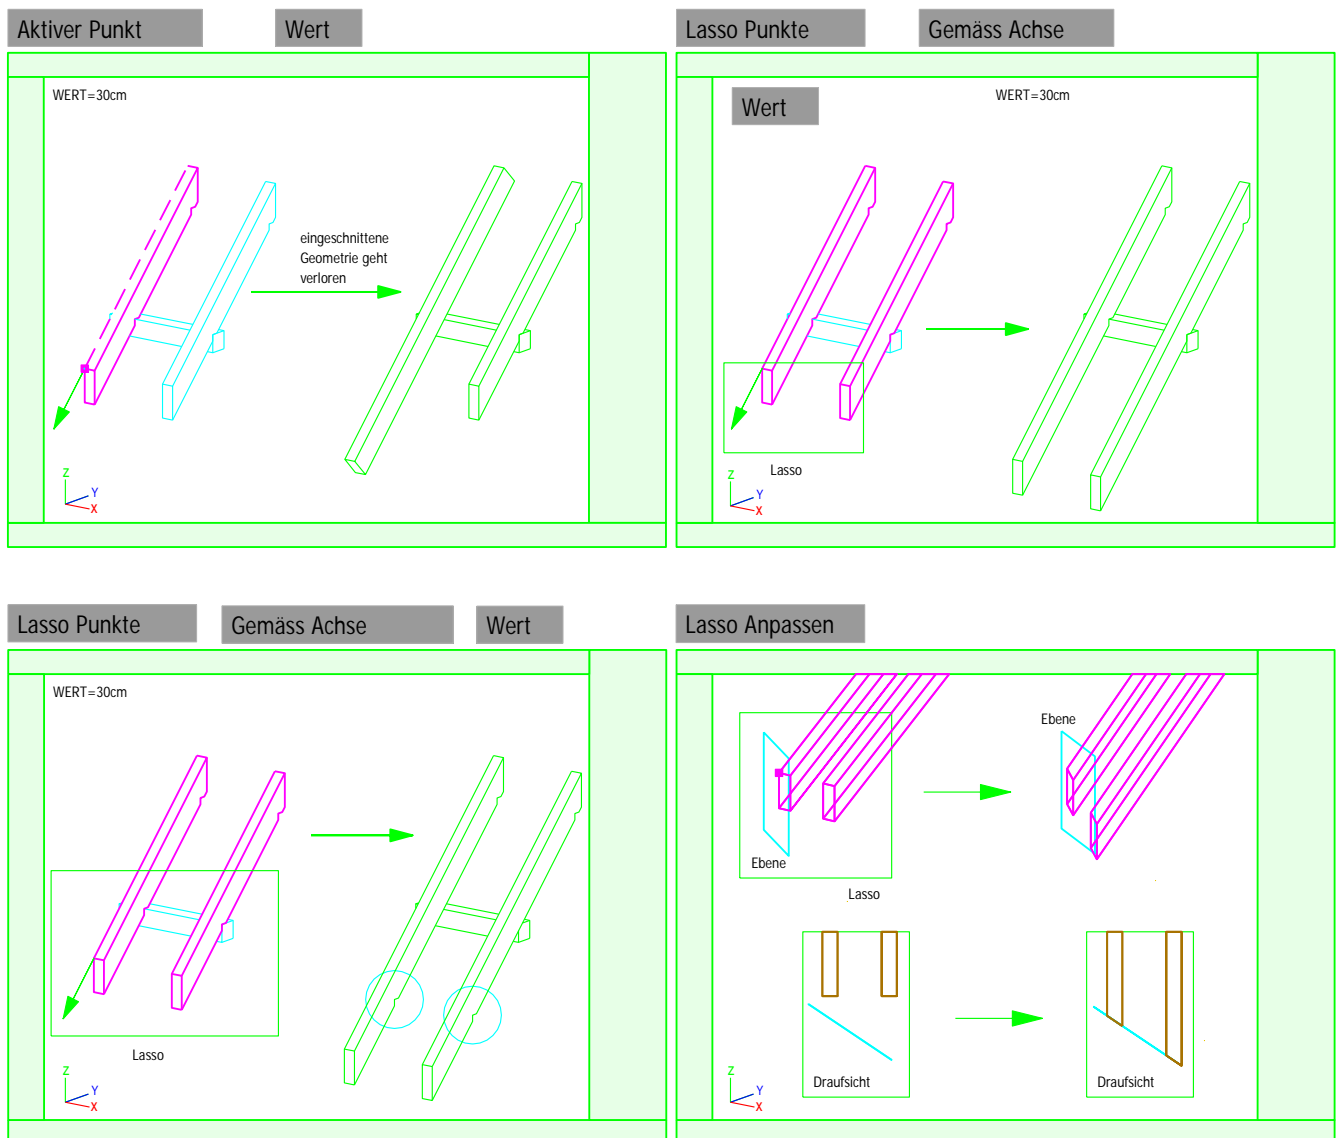 Aktiver Punkt
Wert
WERT=30cm
eingeschnittene
Geometrie geht
verloren
Z
Y
X
Lasso Punkte
Gemäss Achse
Wert
WERT=30cm
Lasso
Z
Y
X
Lasso Punkte
Gemäss Achse
Wert
WERT=30cm
Lasso
Z
Y
X
Lasso Anpassen
Ebene
Ebene
Lasso
Draufsicht
Draufsicht
Z
Y
X